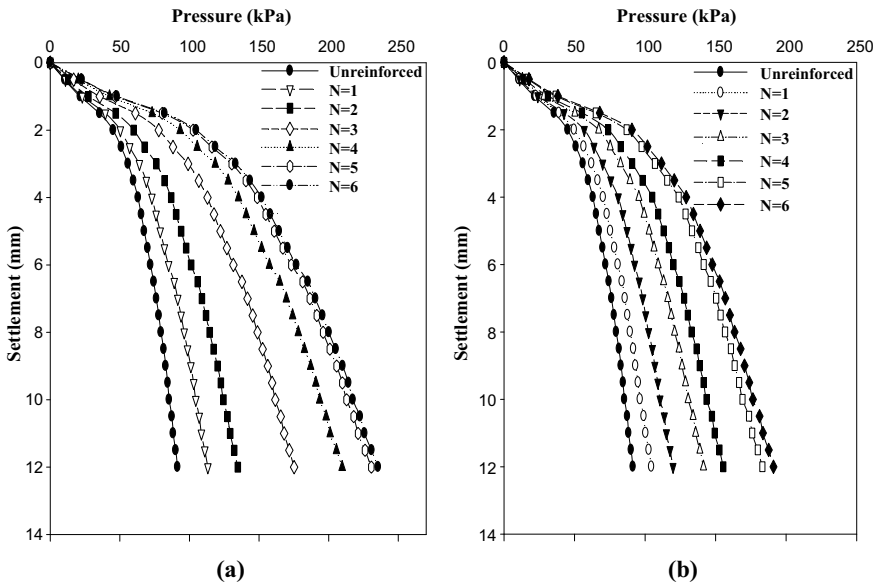 Pressure (kPa)
0 50 100 150 200 250
Settlement (mm)
0
2
4
6
8
10
12
14
Unreinforced
N=1
N=2
N=3
N=4
N=5
N=6
(a)
Pressure (kPa)
0 50 100 150 200 250
Settlement (mm)
0
2
4
6
8
10
12
14
Unreinforced
N=1
N=2
N=3
N=4
N=5
N=6
(b)